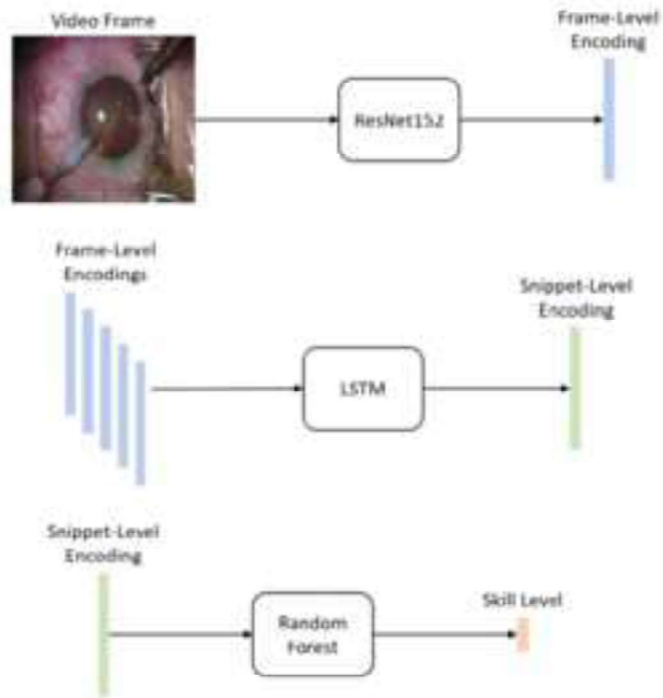 Video Frame
Frame-Level
Encoding
ResNet152
Frame-Level
Encodings
Snippet-Level
Encoding
LSTM
Snippet-Level
Encoding
Skill Level
Random
Forest